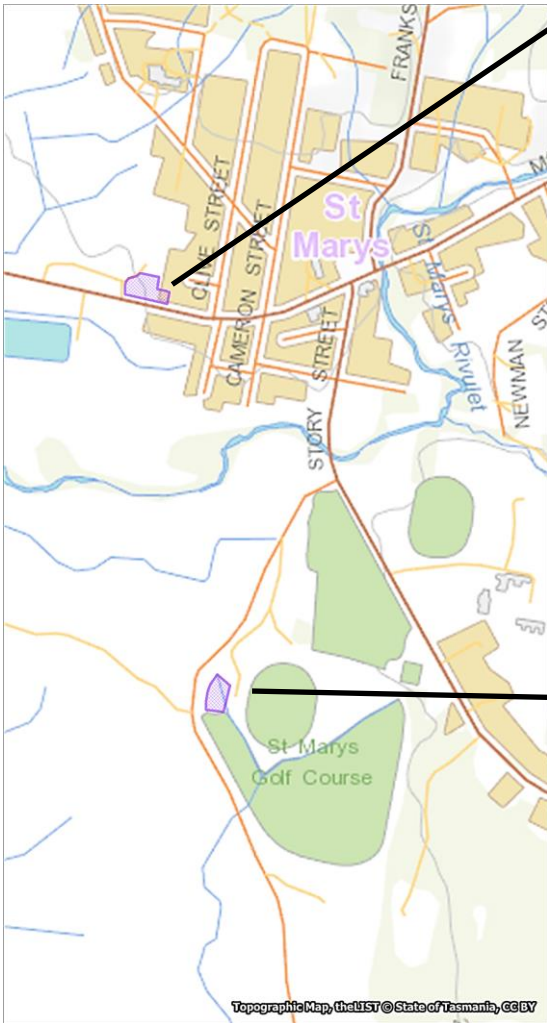 FRANKS
M
CLIVE STREET
St
Marys
CAMERON STREET
STORY STREET
St Marys Rivulet
NEWMAN
ST
St Marys
Golf Course
Topographic Map, theLIST © State of Tasmania, CC BY